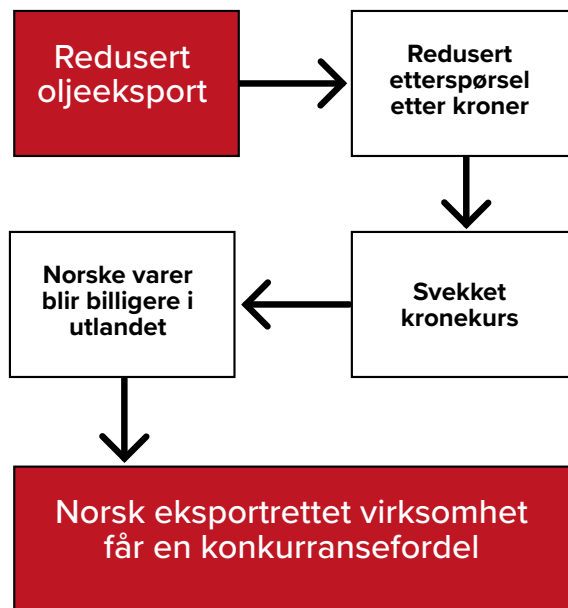 Redusert
oljeeksport
Redusert
etterspørsel
etter kroner
Svekket
kronekurs
Norske varer
blir billigere i
utlandet
Norsk eksportrettet virksomhet
får en konkurransefordel